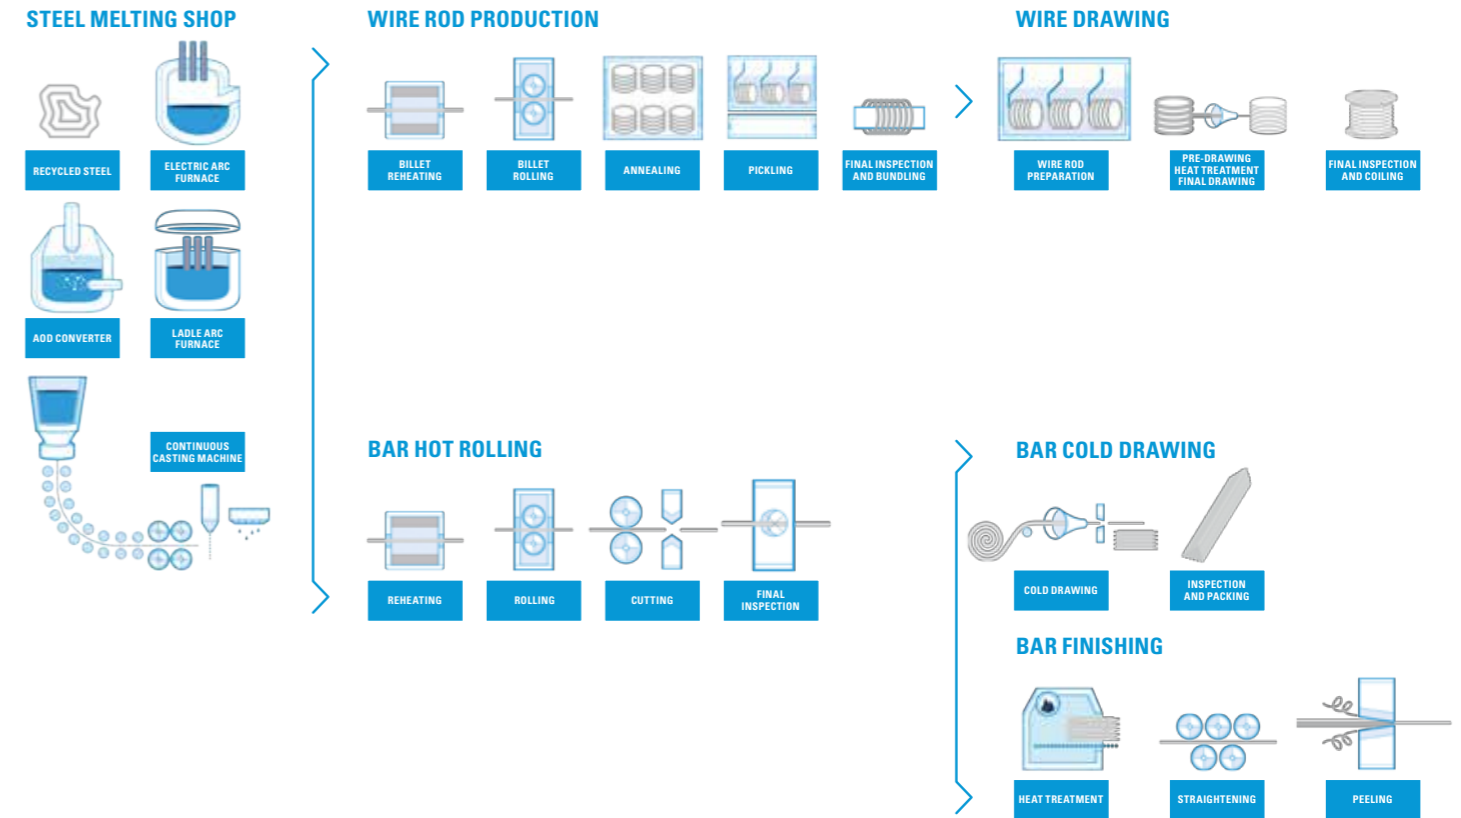 STEEL MELTING SHOP
RECYCLED STEEL
ELECTRIC ARC
FURNACE
AOD CONVERTER
LADLE ARC
FURNACE
CONTINUOUS
CASTING MACHINE
WIRE ROD PRODUCTION
BILLET
REHEATING
BILLET
ROLLING
ANNEALING
PICKLING
FINAL INSPECTION
AND BUNDLING
WIRE DRAWING
WIRE ROD
PREPARATION
PRE-DRAWING
HEAT TREATMENT
FINAL DRAWING
FINAL INSPECTION
AND COILING
BAR HOT ROLLING
REHEATING
ROLLING
CUTTING
FINAL
INSPECTION
BAR COLD DRAWING
COLD DRAWING
INSPECTION
AND PACKING
BAR FINISHING
HEAT TREATMENT
STRAIGHTENING
PEELING